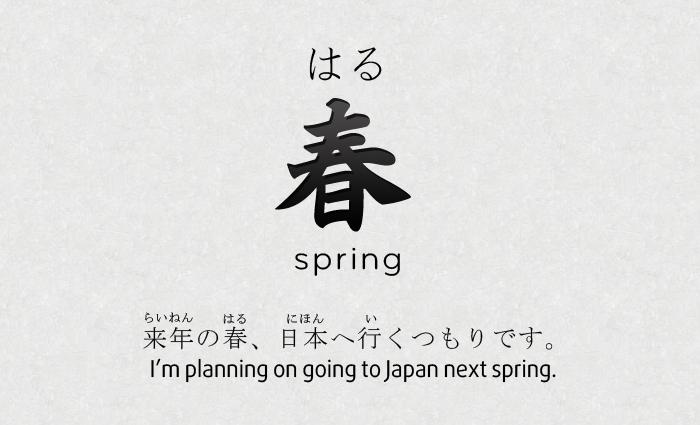 はる
春
spring
らいねん はる にほん い
来年の春、日本へ行くつもりです。
I'm planning on going to Japan next spring.